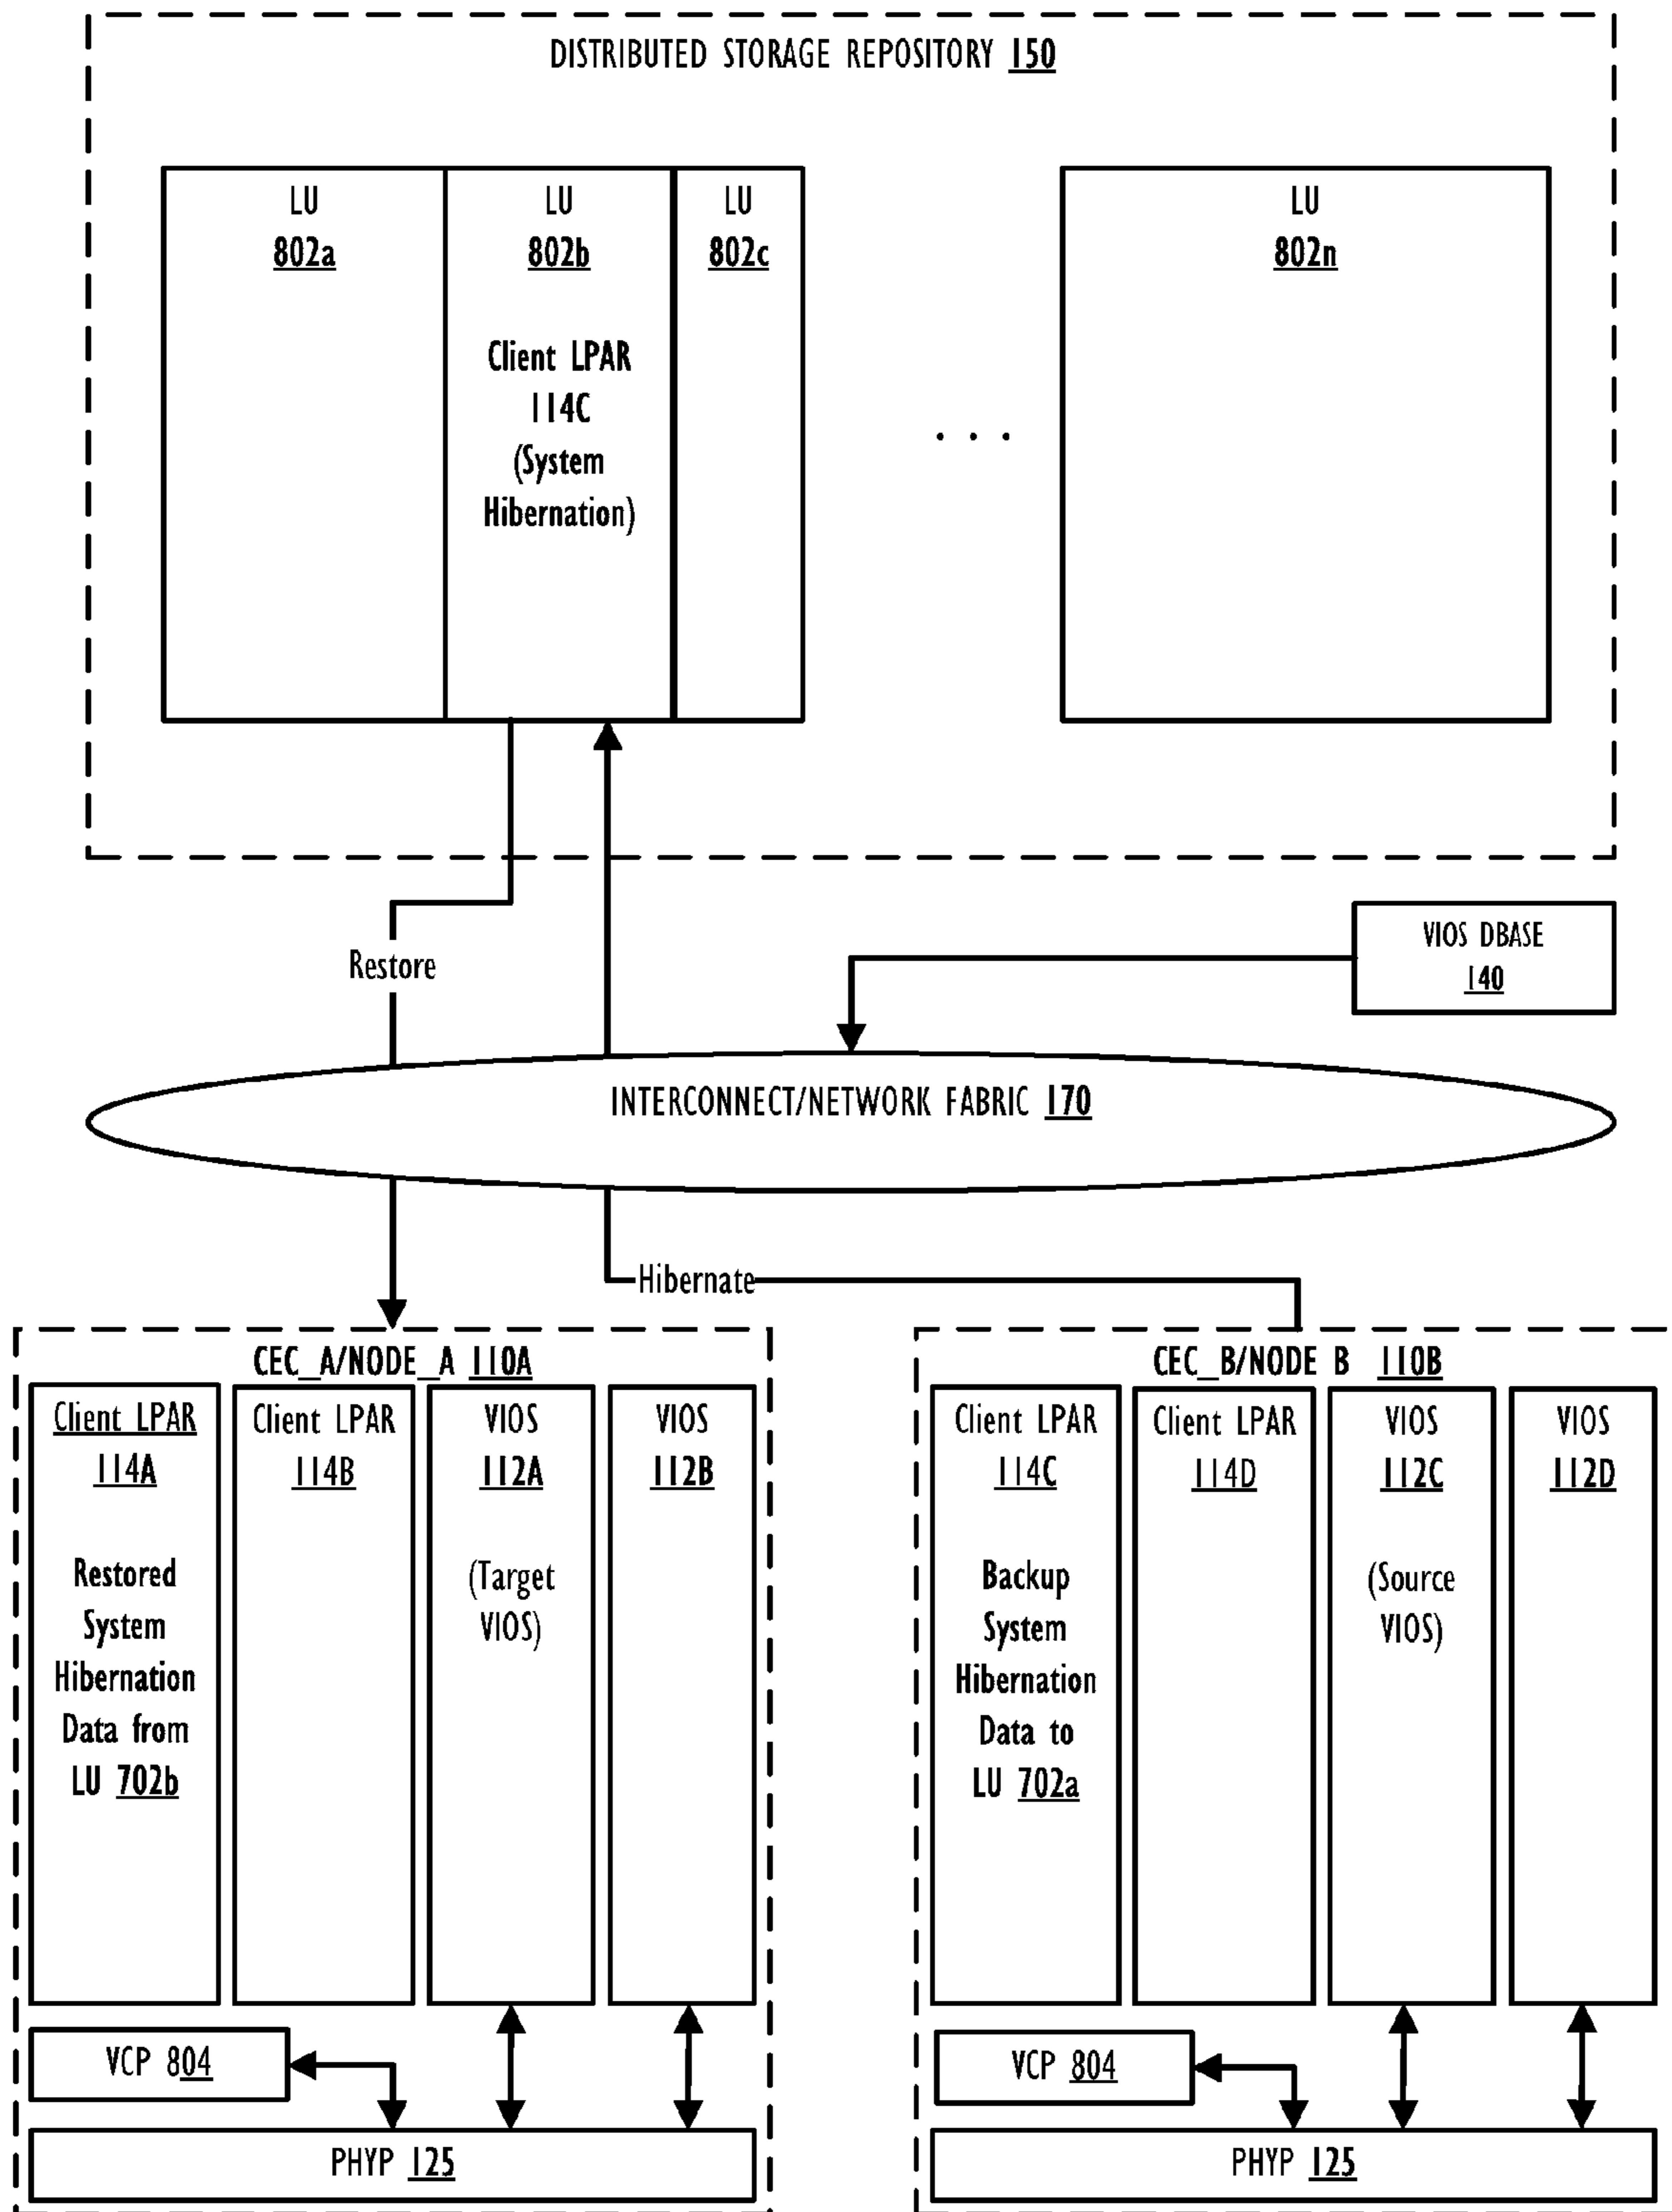 DISTRIBUTED STORAGE REPOSITORY 150
LU
802a
LU
802b
Client LPAR
114C
(System
Hibernation)
LU
802c
. . .
LU
802n
Restore
VIOS DBASE
140
INTERCONNECT/NETWORK FABRIC 170
Hibernate
CEC_A/NODE_A 110A
Client LPAR
114A
Restored
System
Hibernation
Data from
LU 702b
Client LPAR
114B
VIOS
112A
(Target
VIOS)
VIOS
112B
VCP 804
PHYP 125
CEC_B/NODE B 110B
Client LPAR
114C
Backup
System
Hibernation
Data to
LU 702a
Client LPAR
114D
VIOS
112C
(Source
VIOS)
VIOS
112D
VCP 804
PHYP 125